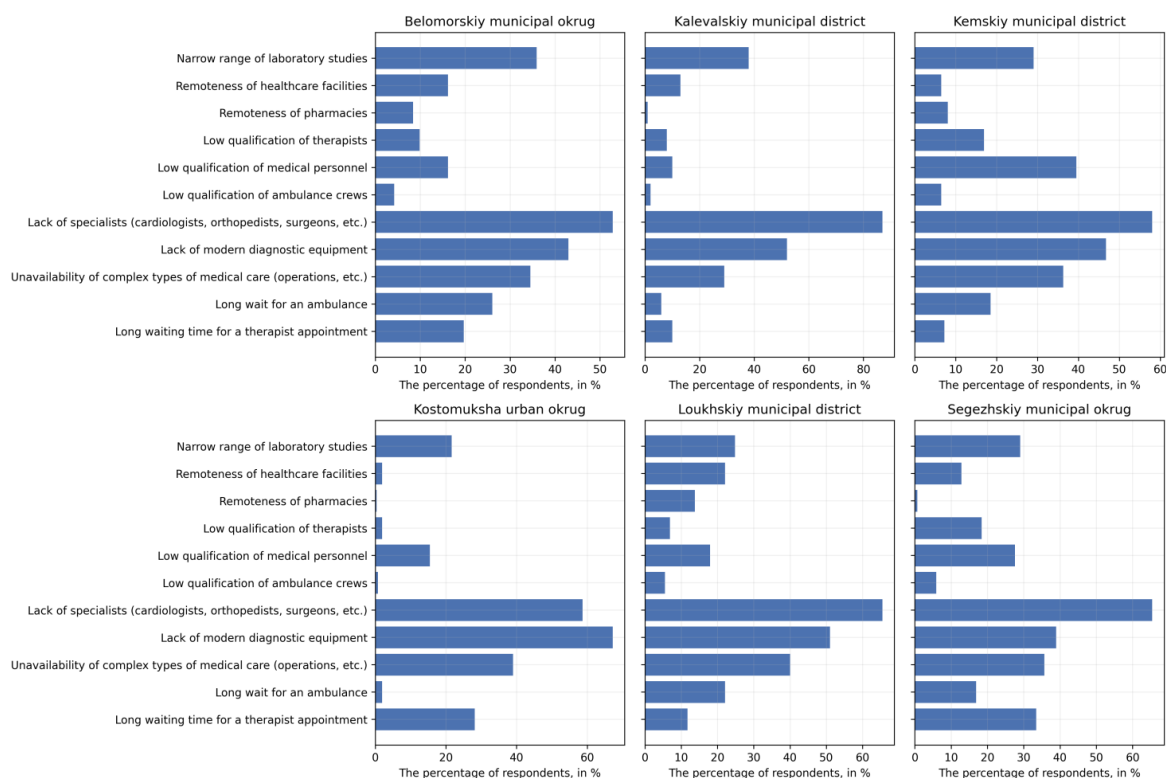 Belomorskiy municipal okrug
Kalevalskiy municipal district
Kemskiy municipal district
Narrow range of laboratory studies
Remoteness of healthcare facilities
Remoteness of pharmacies
Low qualification of therapists
Low qualification of medical personnel
Low qualification of ambulance crews
Lack of specialists (cardiologists, orthopedists, surgeons, etc.)
Lack of modern diagnostic equipment
Unavailability of complex types of medical care (operations, etc.)
Long wait for an ambulance
Long waiting time for a therapist appointment
0 10 20 30 40 50
0 20 40 60 80
0 10 20 30 40 50 60
The percentage of respondents, in %
The percentage of respondents, in %
The percentage of respondents, in %
Kostomuksha urban okrug
Loukhskiy municipal district
Segezhskiy municipal okrug
Narrow range of laboratory studies
Remoteness of healthcare facilities
Remoteness of pharmacies
Low qualification of therapists
Low qualification of medical personnel
Low qualification of ambulance crews
Lack of specialists (cardiologists, orthopedists, surgeons, etc.)
Lack of modern diagnostic equipment
Unavailability of complex types of medical care (operations, etc.)
Long wait for an ambulance
Long waiting time for a therapist appointment
0 20 40 60
0 10 20 30 40 50 60
0 10 20 30 40 50 60
The percentage of respondents, in %
The percentage of respondents, in %
The percentage of respondents, in %